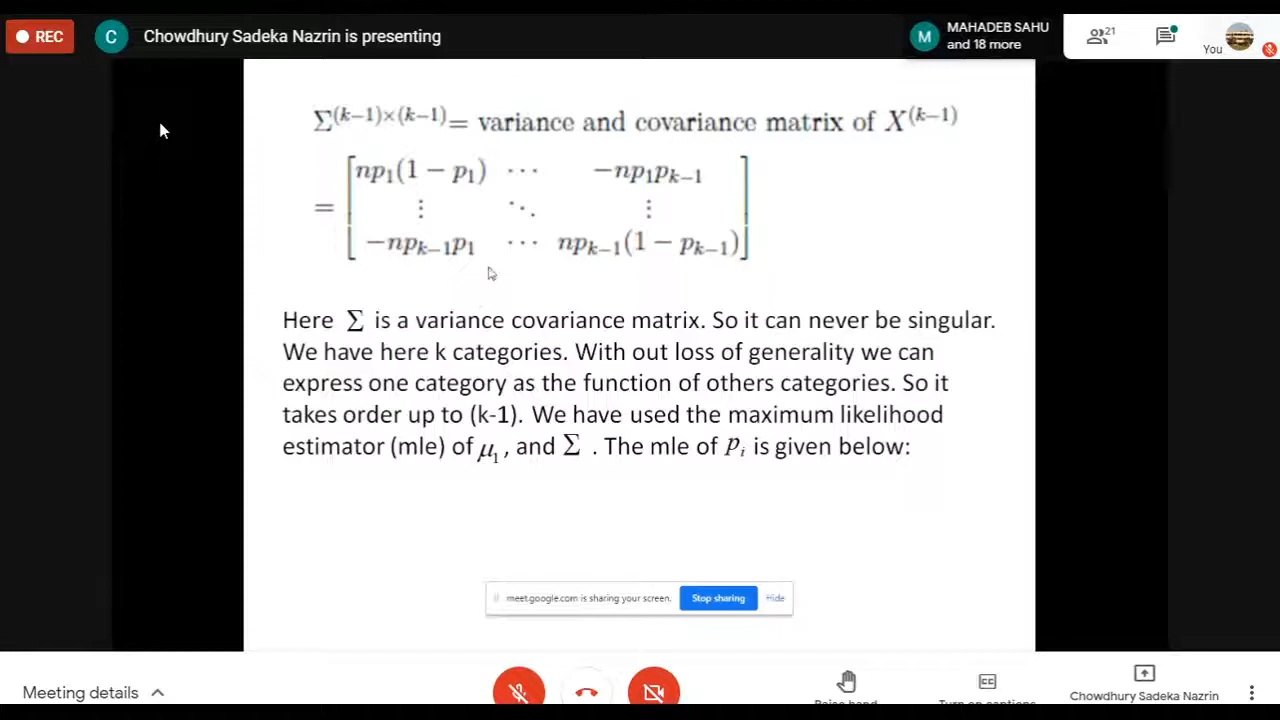 REC
C
Chowdhury Sadeka Nazrin is presenting
M
MAHADEB SAHU
and 18 more
21
You
Σ^{(k−1)×(k−1)}= variance and covariance matrix of X^{(k−1)}
= [ np₁(1 − p₁) ⋯ −np₁pₖ₋₁
⋮ ⋱ ⋮
−npₖ₋₁p₁ ⋯ npₖ₋₁(1 − pₖ₋₁) ]
Here Σ is a variance covariance matrix. So it can never be singular.
We have here k categories. With out loss of generality we can
express one category as the function of others categories. So it
takes order up to (k-1). We have used the maximum likelihood
estimator (mle) of μ₁, and Σ . The mle of pᵢ is given below:
meet.google.com is sharing your screen.
Stop sharing
Hide
Meeting details
Raise hand
Turn on captions
Chowdhury Sadeka Nazrin